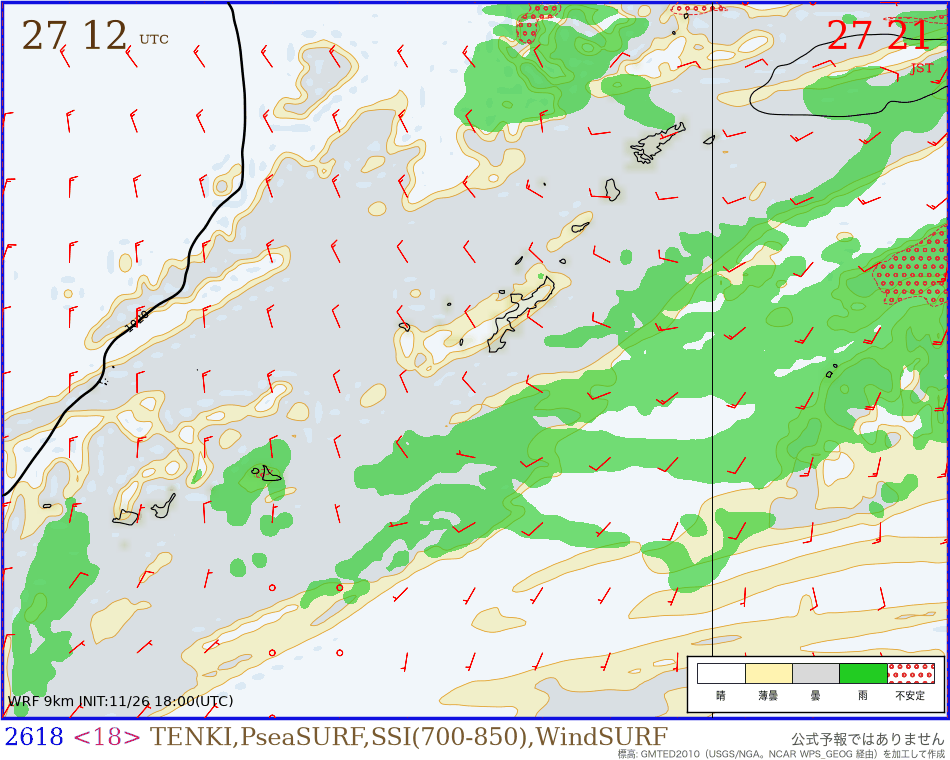 27 12 UTC
27 21
JST
WRF 9km INIT:11/26 18:00(UTC)
晴 薄曇 曇 雨 不安定
2618 <18> TENKI,PseaSURF,SSI(700-850),WindSURF
公式予報ではありません
標高: GMTED2010（USGS/NGA。NCAR WPS_GEOG 経由）を加工して作成